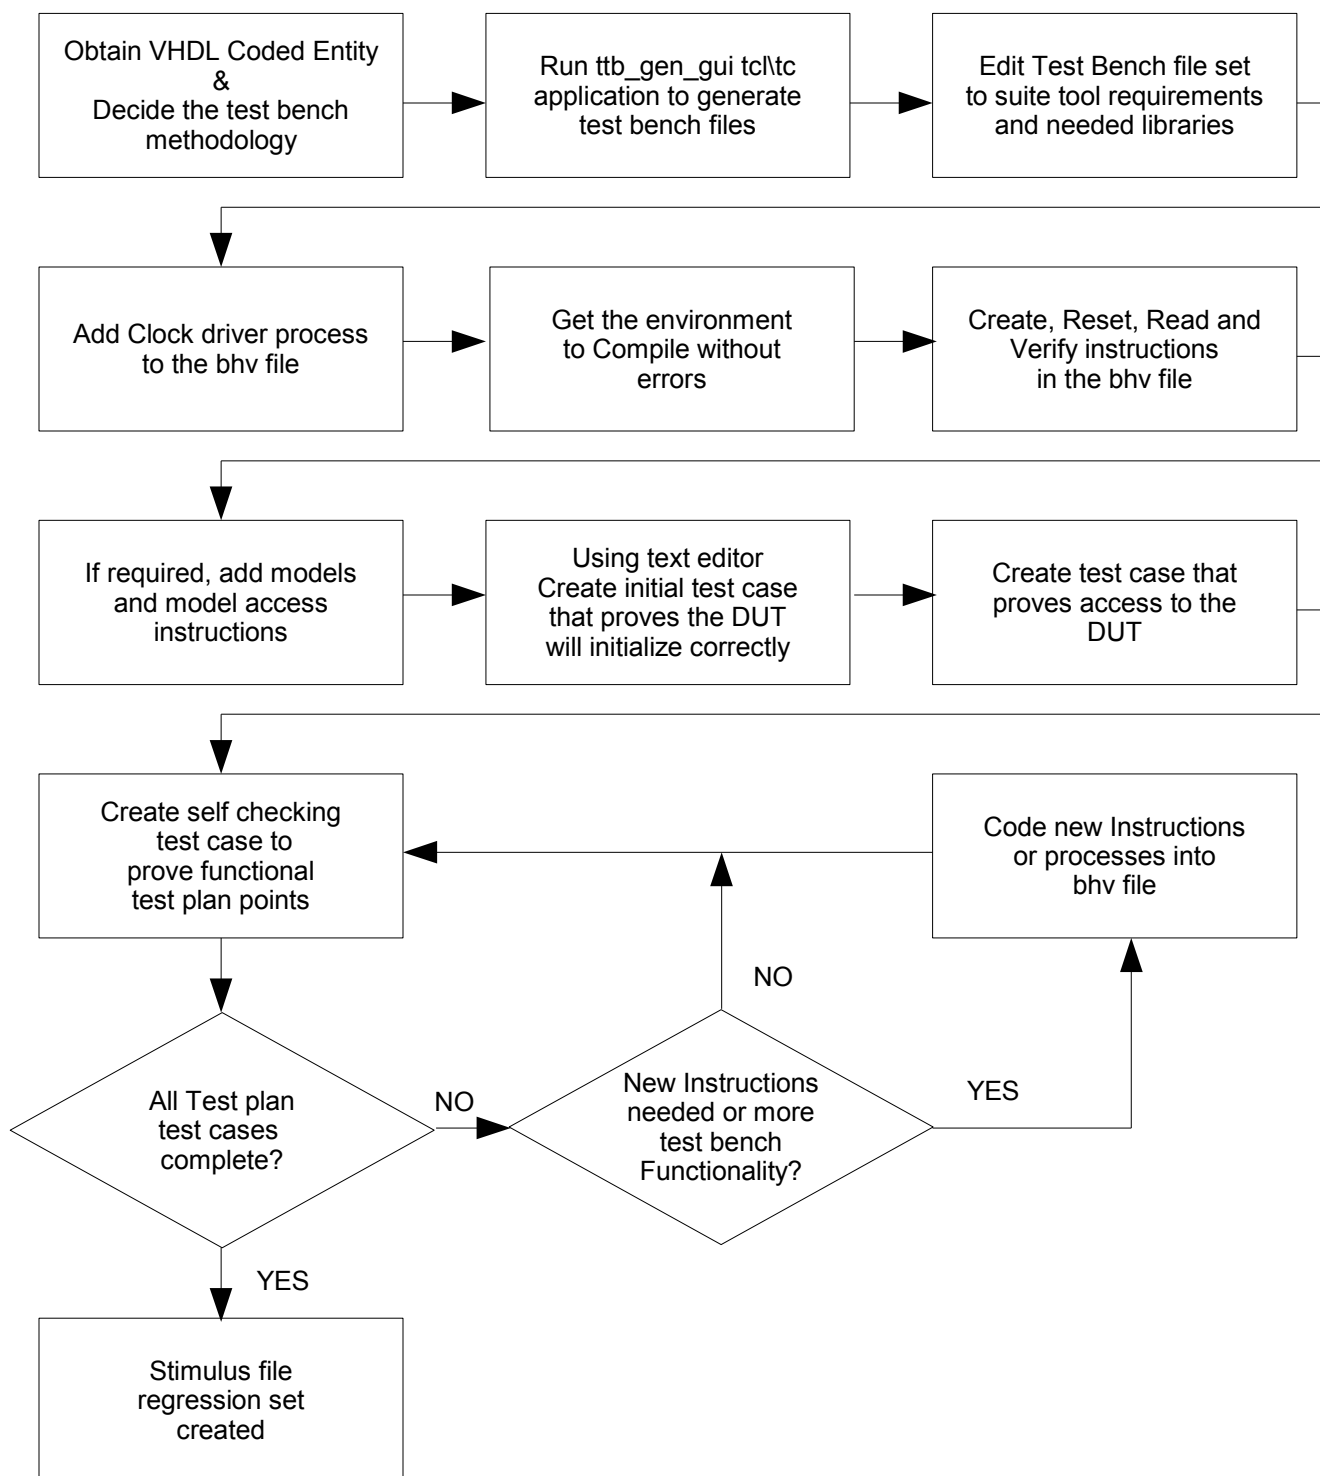 Obtain VHDL Coded Entity
&
Decide the test bench
methodology
Run ttb_gen_gui tcl\tc
application to generate
test bench files
Edit Test Bench file set
to suite tool requirements
and needed libraries
Add Clock driver process
to the bhv file
Get the environment
to Compile without
errors
Create, Reset, Read and
Verify instructions
in the bhv file
If required, add models
and model access
instructions
Using text editor
Create initial test case
that proves the DUT
will initialize correctly
Create test case that
proves access to the
DUT
Create self checking
test case to
prove functional
test plan points
Code new Instructions
or processes into
bhv file
NO
All Test plan
test cases
complete?
NO
New Instructions
needed or more
test bench
Functionality?
YES
YES
Stimulus file
regression set
created